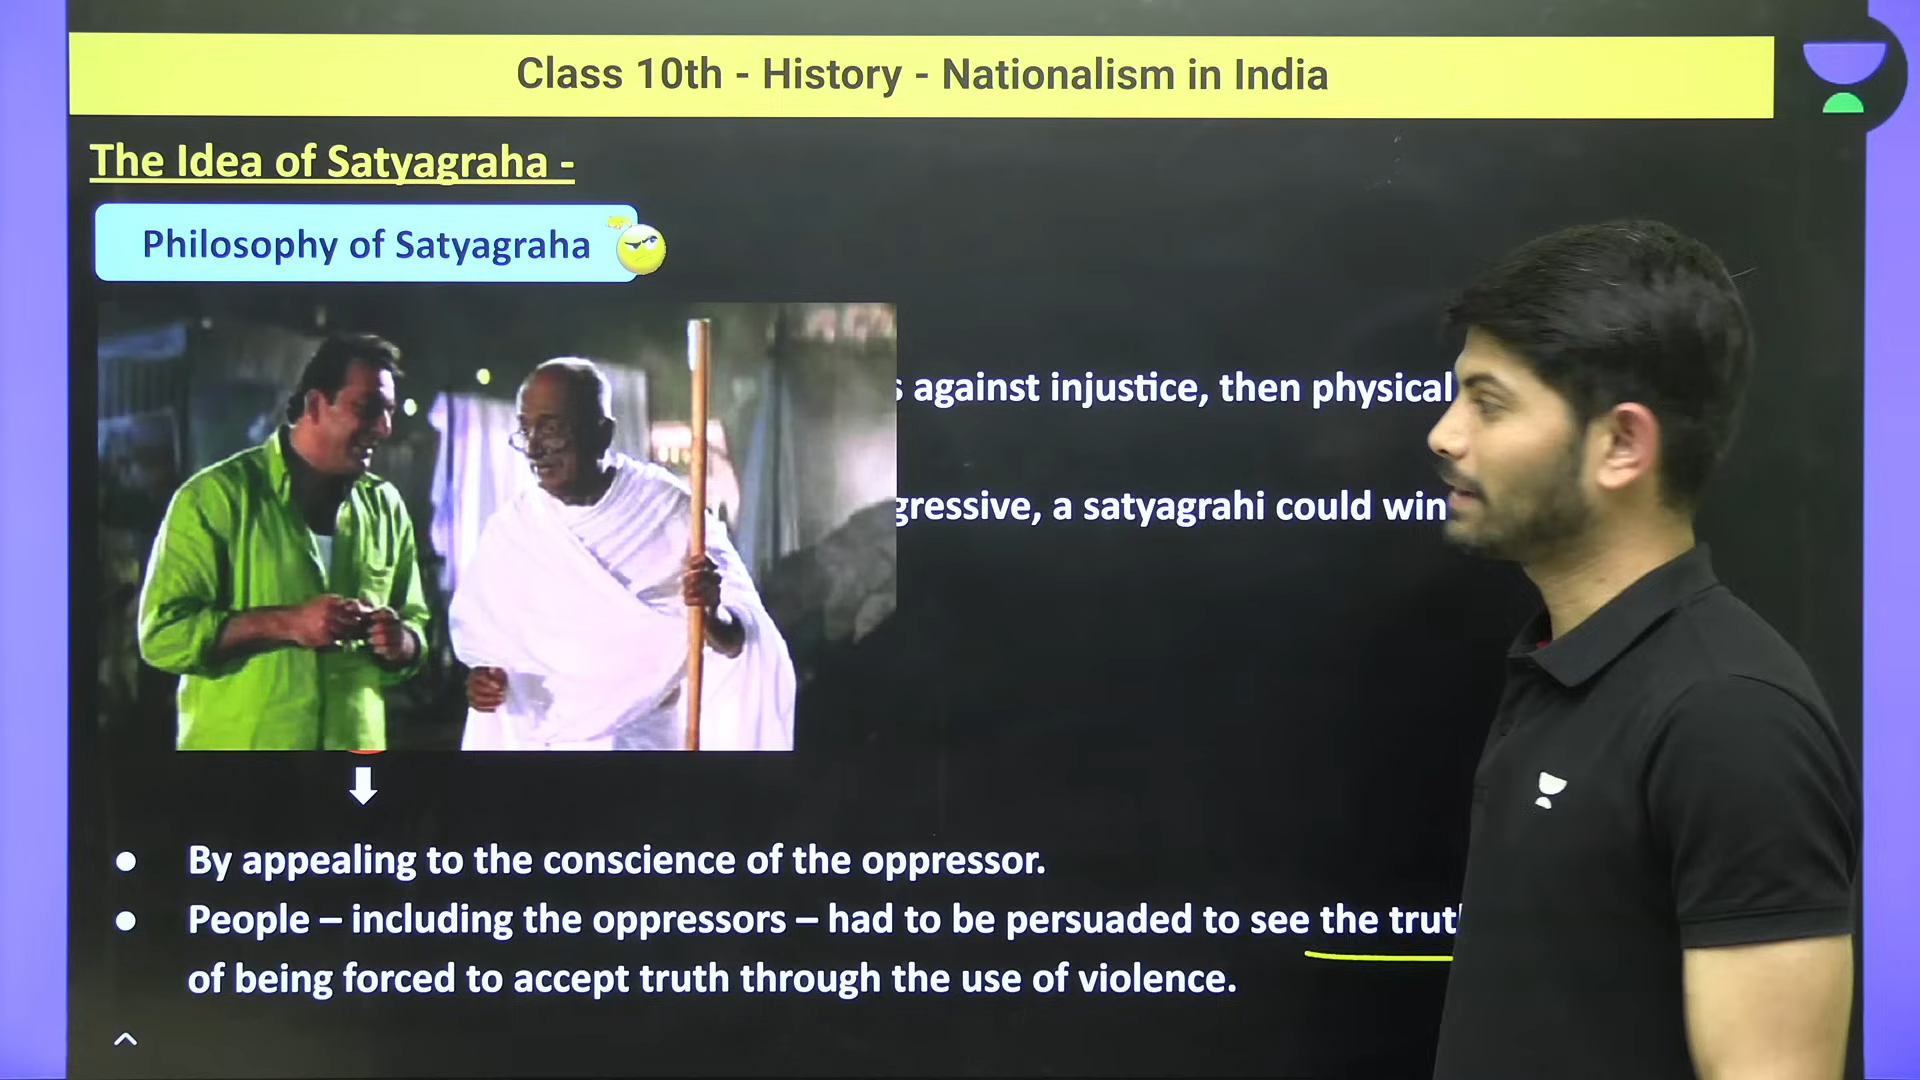 Class 10th - History - Nationalism in India
The Idea of Satyagraha -
Philosophy of Satyagraha
against injustice, then physical
a satyagrahi could win
● By appealing to the conscience of the oppressor.
● People – including the oppressors – had to be persuaded to see the
of being forced to accept truth through the use of violence.